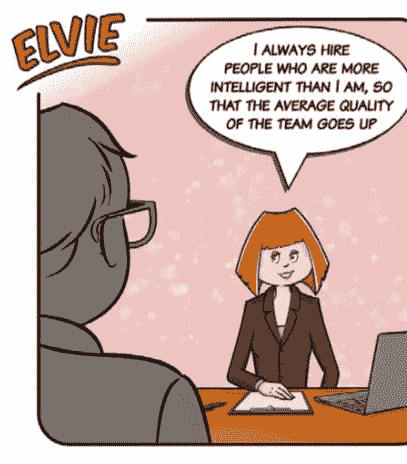 ELVIE
I ALWAYS HIRE
PEOPLE WHO ARE MORE
INTELLIGENT THAN I AM, SO
THAT THE AVERAGE QUALITY
OF THE TEAM GOES UP